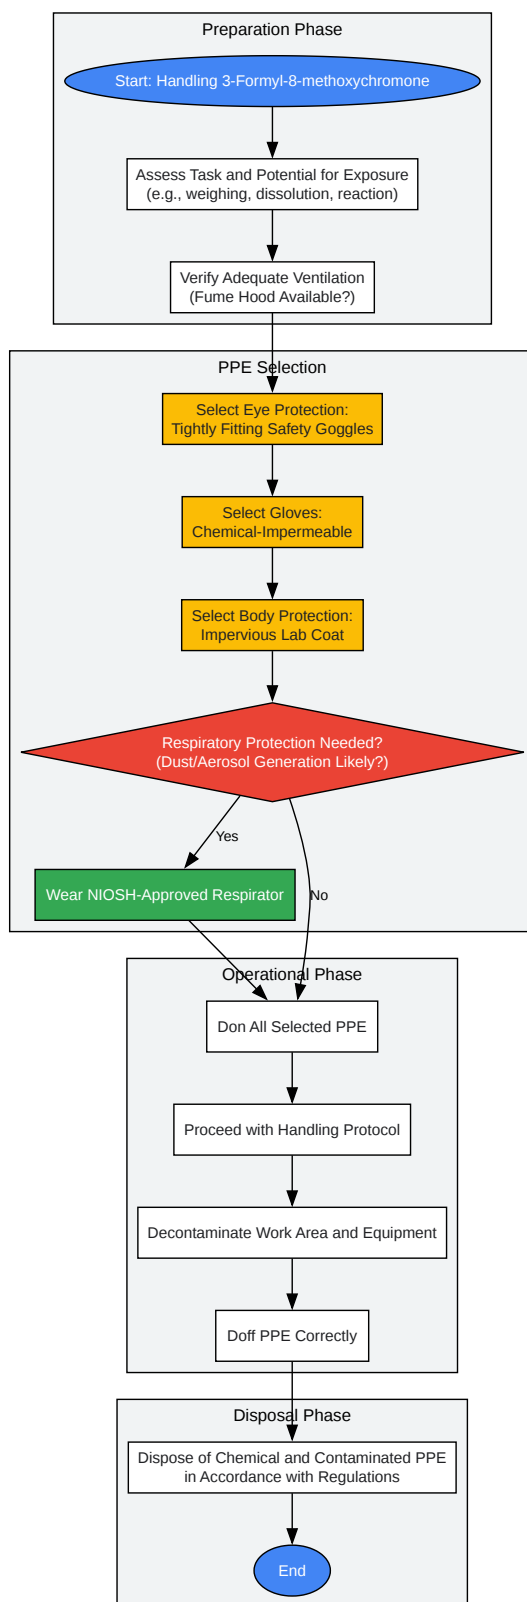 Preparation Phase
Start: Handling 3-Formyl-8-methoxychromone
Assess Task and Potential for Exposure
(e.g., weighing, dissolution, reaction)
Verify Adequate Ventilation
(Fume Hood Available?)
PPE Selection
Select Eye Protection:
Tightly Fitting Safety Goggles
Select Gloves:
Chemical-Impermeable
Select Body Protection:
Impervious Lab Coat
Respiratory Protection Needed?
(Dust/Aerosol Generation Likely?)
Yes
Wear NIOSH-Approved Respirator
No
Operational Phase
Don All Selected PPE
Proceed with Handling Protocol
Decontaminate Work Area and Equipment
Doff PPE Correctly
Disposal Phase
Dispose of Chemical and Contaminated PPE
in Accordance with Regulations
End